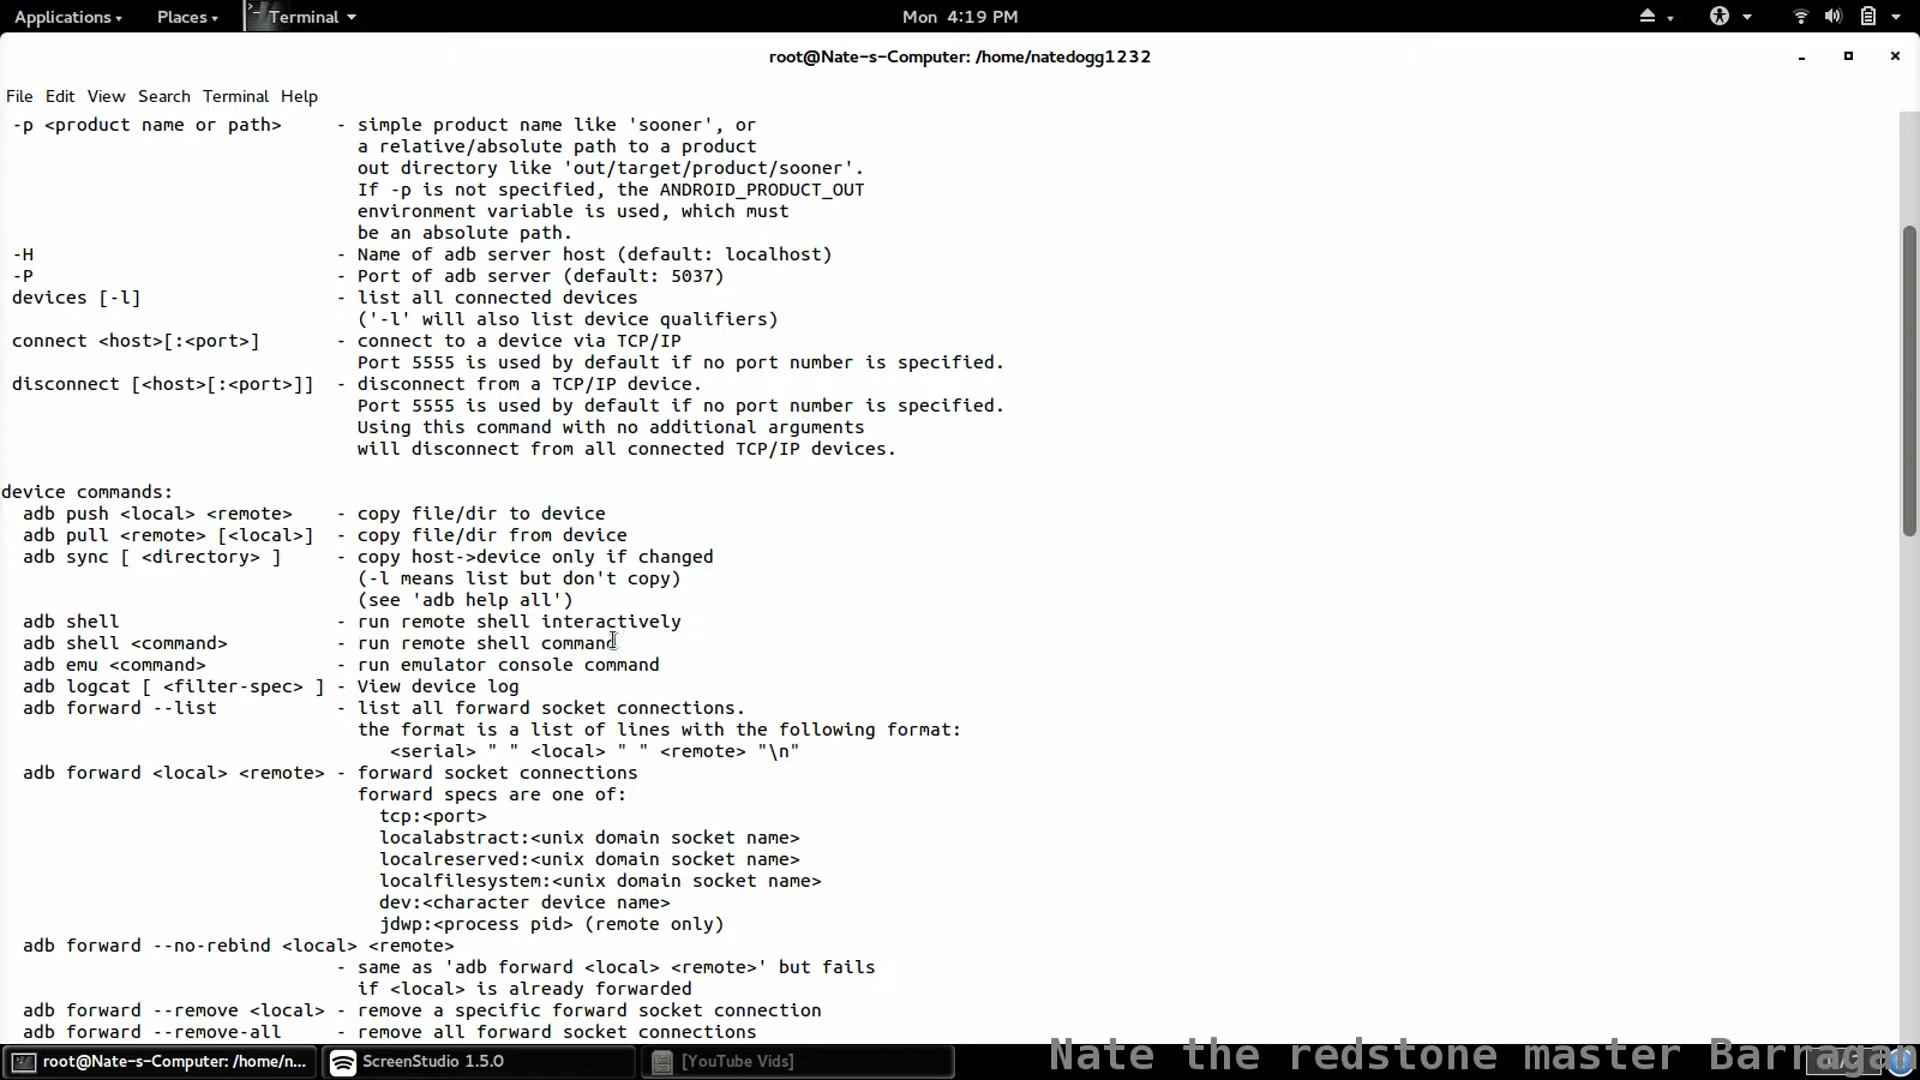 Applications Places Terminal Mon 4:19 PM
root@Nate-s-Computer: /home/natedogg1232
File Edit View Search Terminal Help
-p <product name or path> - simple product name like 'sooner', or
a relative/absolute path to a product
out directory like 'out/target/product/sooner'.
If -p is not specified, the ANDROID_PRODUCT_OUT
environment variable is used, which must
be an absolute path.
-H - Name of adb server host (default: localhost)
-P - Port of adb server (default: 5037)
devices [-l] - list all connected devices
('-l' will also list device qualifiers)
connect <host>[:<port>] - connect to a device via TCP/IP
Port 5555 is used by default if no port number is specified.
disconnect [<host>[:<port>]] - disconnect from a TCP/IP device.
Port 5555 is used by default if no port number is specified.
Using this command with no additional arguments
will disconnect from all connected TCP/IP devices.
device commands:
adb push <local> <remote> - copy file/dir to device
adb pull <remote> [<local>] - copy file/dir from device
adb sync [ <directory> ] - copy host->device only if changed
(-l means list but don't copy)
(see 'adb help all')
adb shell - run remote shell interactively
adb shell <command> - run remote shell command
adb emu <command> - run emulator console command
adb logcat [ <filter-spec> ] - View device log
adb forward --list - list all forward socket connections.
the format is a list of lines with the following format:
<serial> " " <local> " " <remote> "\n"
adb forward <local> <remote> - forward socket connections
forward specs are one of:
tcp:<port>
localabstract:<unix domain socket name>
localreserved:<unix domain socket name>
localfilesystem:<unix domain socket name>
dev:<character device name>
jdwp:<process pid> (remote only)
adb forward --no-rebind <local> <remote>
- same as 'adb forward <local> <remote>' but fails
if <local> is already forwarded
adb forward --remove <local> - remove a specific forward socket connection
adb forward --remove-all - remove all forward socket connections
root@Nate-s-Computer: /home/n... ScreenStudio 1.5.0 [YouTube Vids] Nate the redstone master Barragan